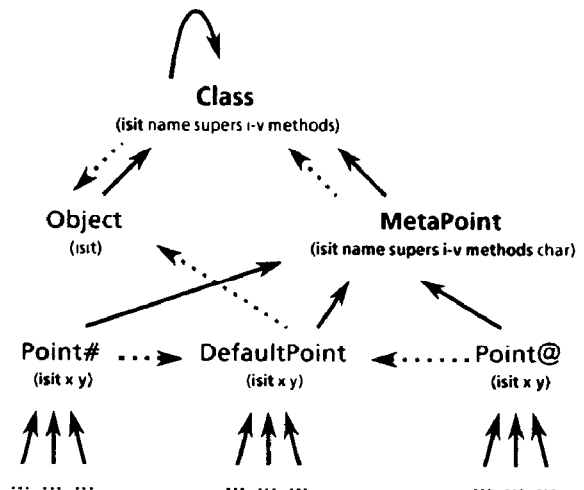 Class
(isit name supers i-v methods)
Object
(isit)
MetaPoint
(isit name supers i-v methods char)
Point#
DefaultPoint
Point@
(isit x y)
(isit x y)
(isit x y)